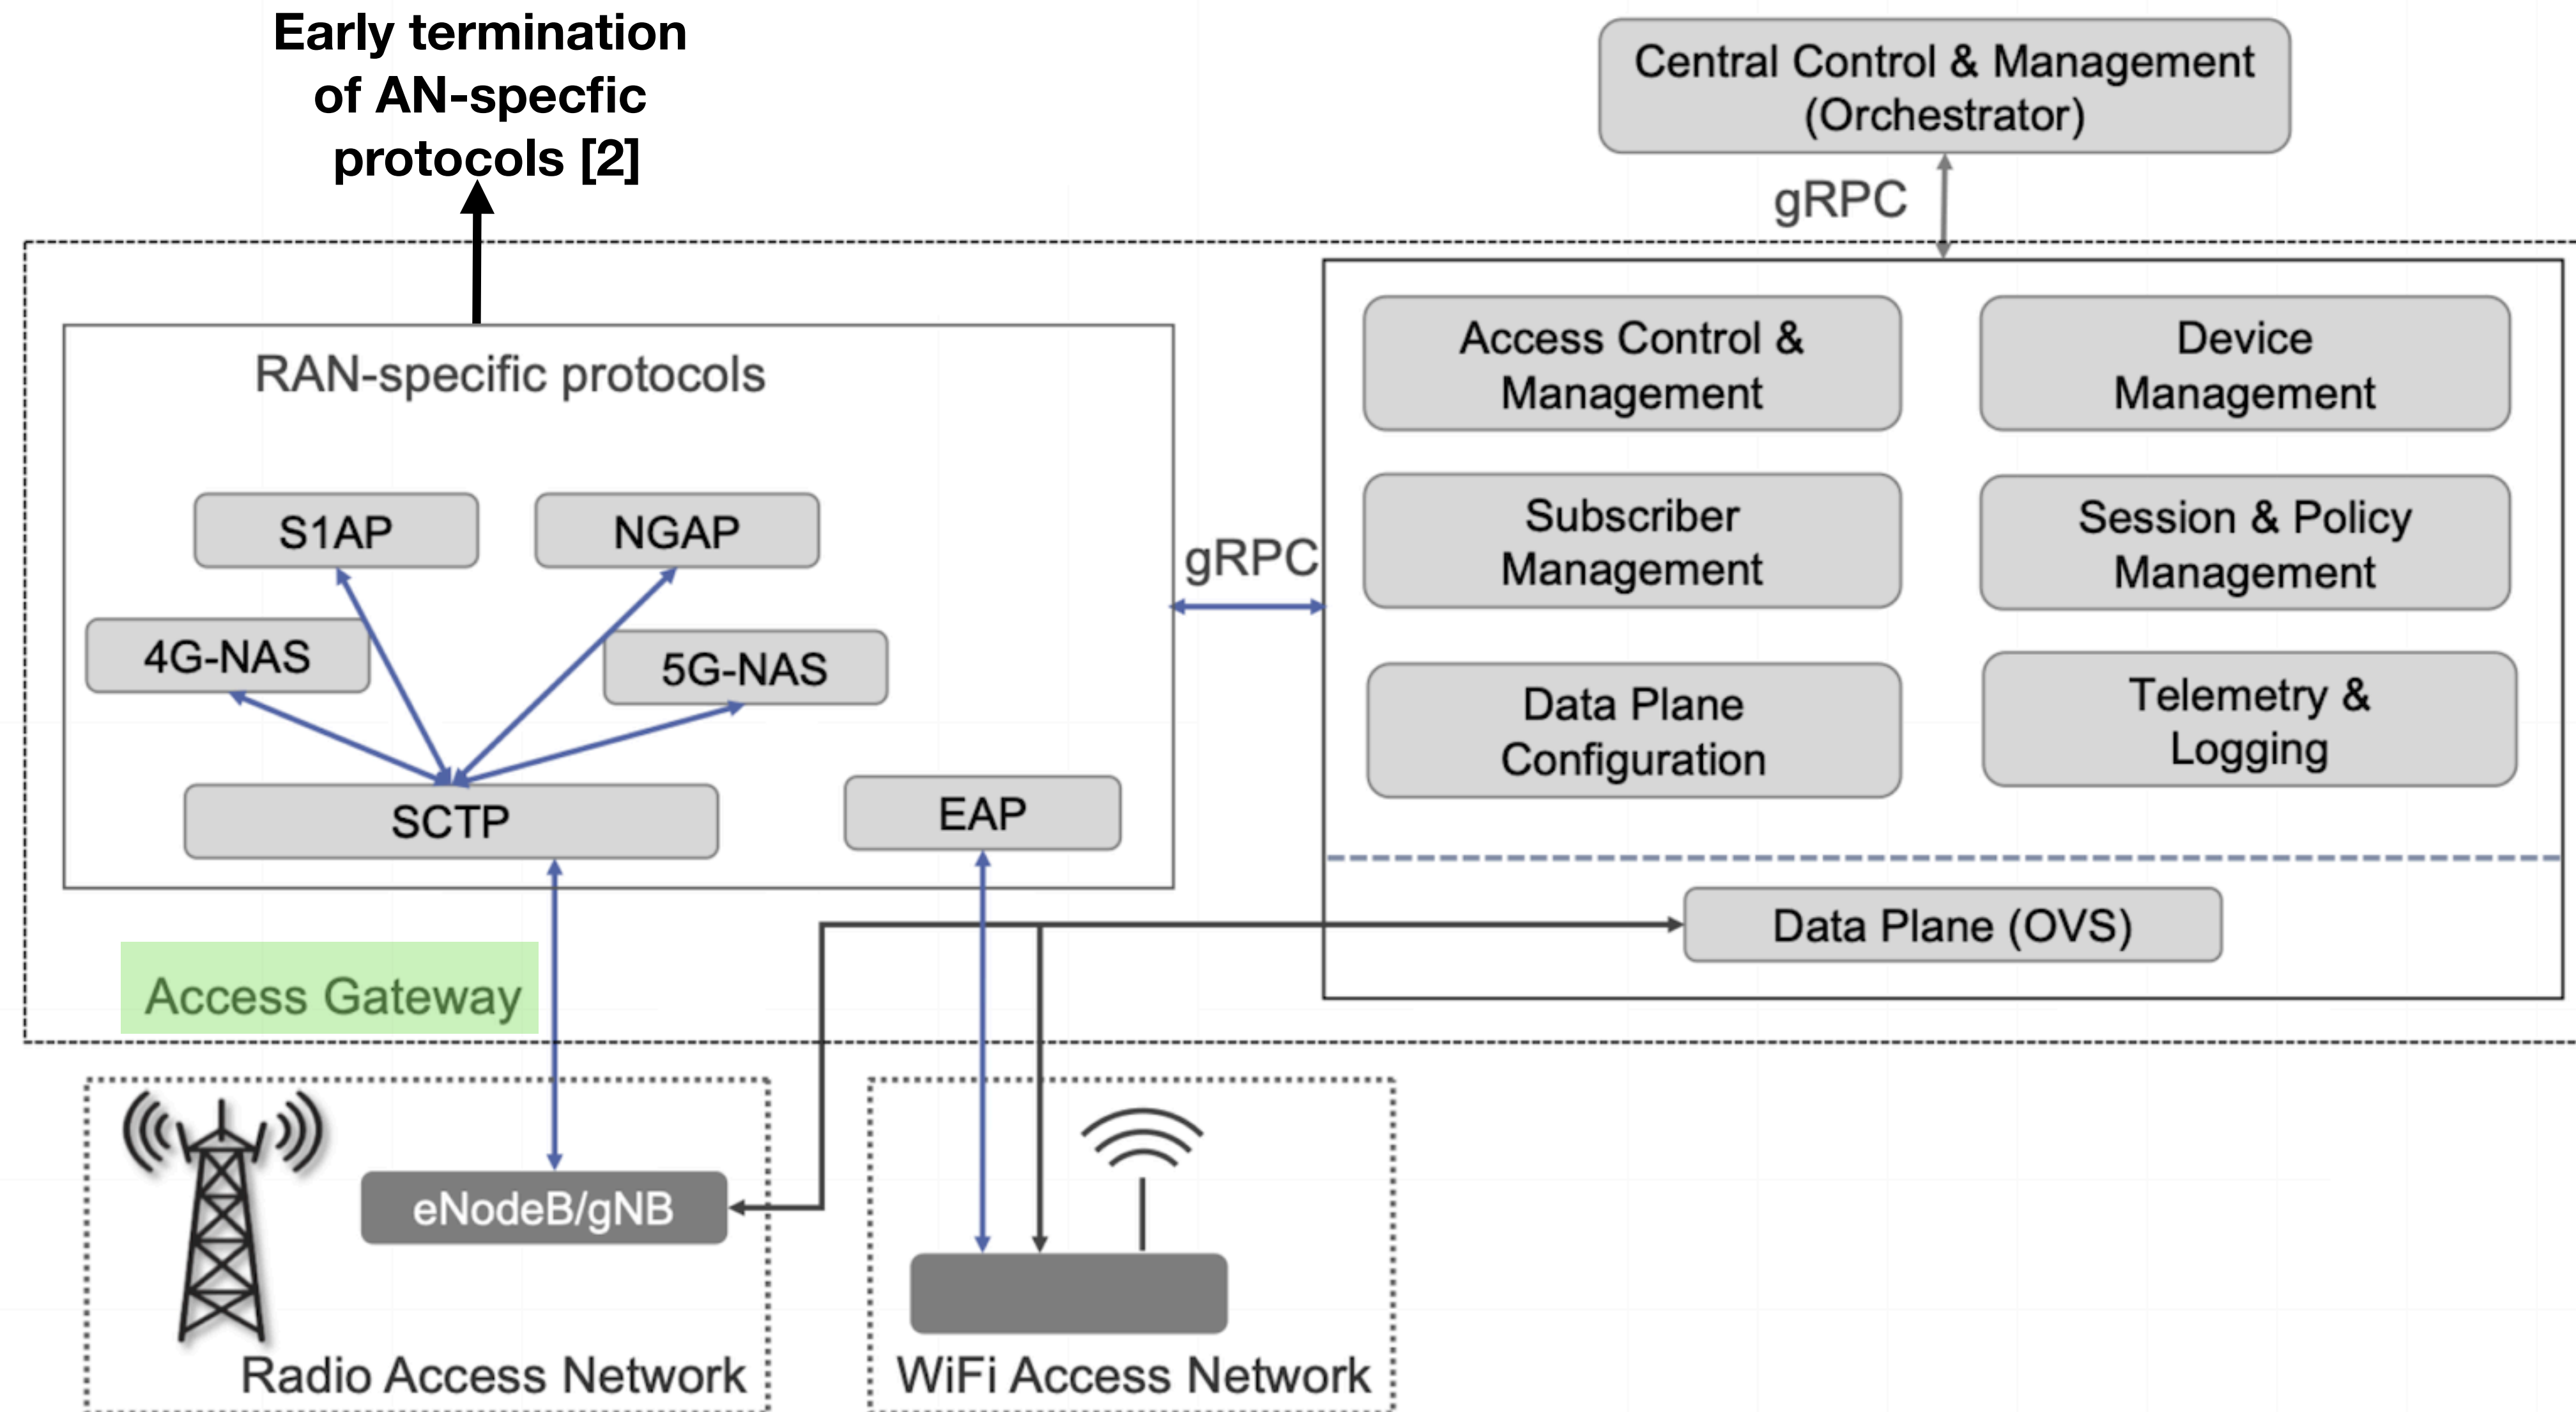 Early termination
of AN-specfic
protocols [2]
Central Control & Management
(Orchestrator)
gRPC
RAN-specific protocols
S1AP
NGAP
4G-NAS
5G-NAS
SCTP
EAP
gRPC
Access Control &
Management
Device
Management
Subscriber
Management
Session & Policy
Management
Data Plane
Configuration
Telemetry &
Logging
Data Plane (OVS)
Access Gateway
eNodeB/gNB
Radio Access Network
WiFi Access Network